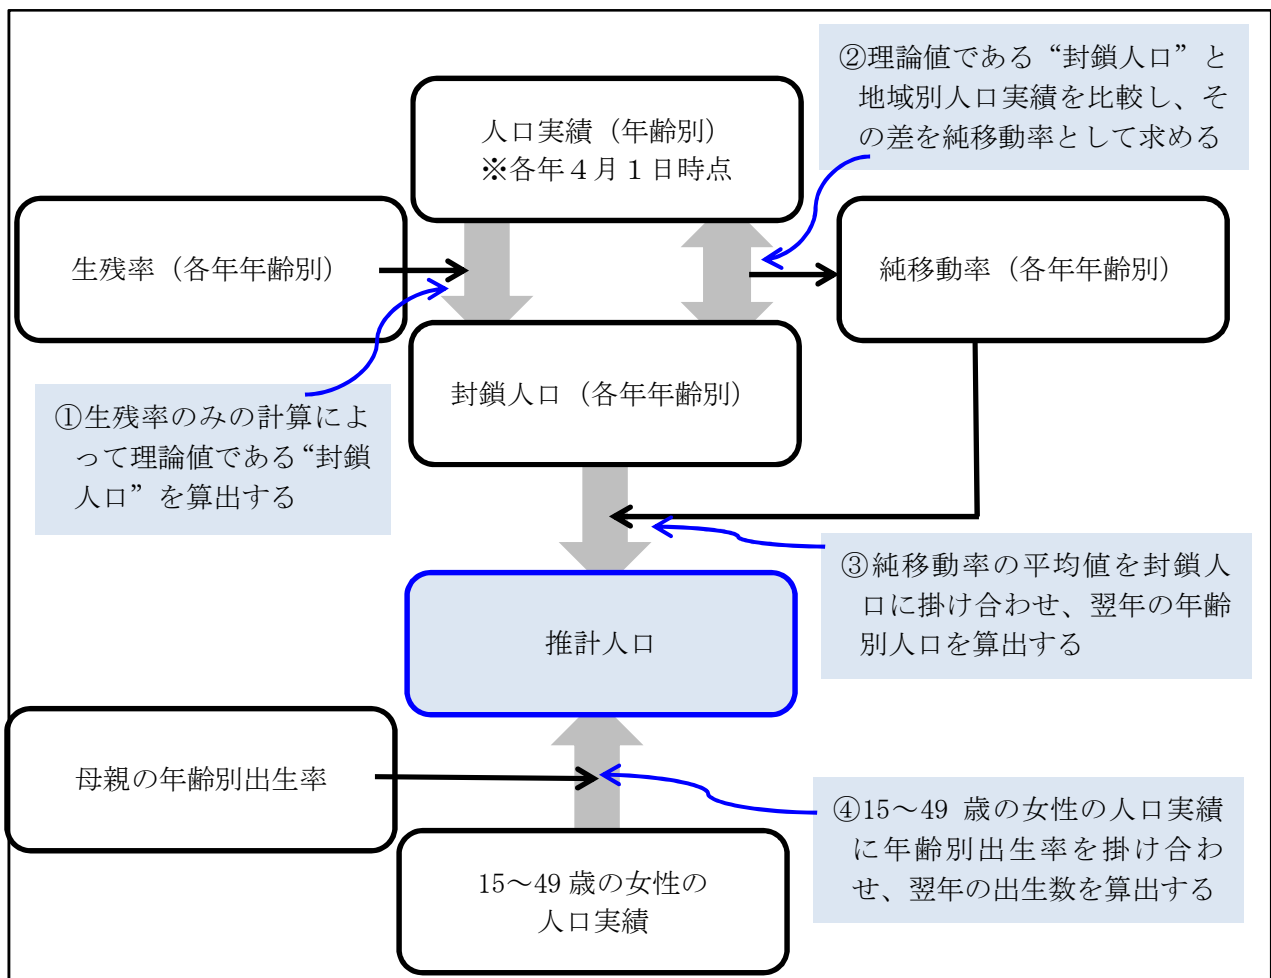 ②理論値である“封鎖人口”と
地域別人口実績を比較し、そ
の差を純移動率として求める
人口実績（年齢別）
※各年４月１日時点
生残率（各年年齢別）
純移動率（各年年齢別）
封鎖人口（各年年齢別）
①生残率のみの計算によ
って理論値である“封鎖
人口”を算出する
③純移動率の平均値を封鎖人
口に掛け合わせ、翌年の年齢
別人口を算出する
推計人口
母親の年齢別出生率
④15～49 歳の女性の人口実績
に年齢別出生率を掛け合わ
せ、翌年の出生数を算出する
15～49 歳の女性の
人口実績